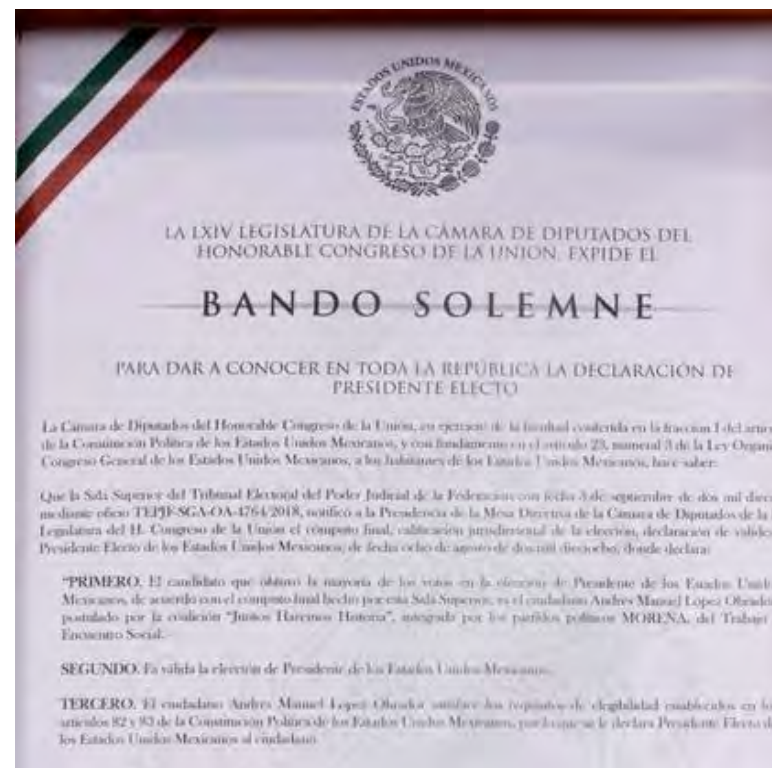 ESTADOS UNIDOS MEXICANOS
LA LXIV LEGISLATURA DE LA CÁMARA DE DIPUTADOS DEL
HONORABLE CONGRESO DE LA UNION, EXPIDE EL
BANDO SOLEMNE
PARA DAR A CONOCER EN TODA LA REPÚBLICA LA DECLARACIÓN DE
PRESIDENTE ELECTO
La Cámara de Diputados del Honorable Congreso de la Unión, en ejercicio de la facultad contenida en la fracción I del
de la Constitución Política de los Estados Unidos Mexicanos, y con fundamento en el artículo 23, numeral 3 de la Ley
Congreso General de los Estados Unidos Mexicanos, a los habitantes de los Estados Unidos Mexicanos, hace saber:
Que la Sala Superior del Tribunal Electoral del Poder Judicial de la Federación con fecha 3 de septiembre de dos mil
mediante oficio TEPJF-SGA-OA-4764/2018, notificó a la Presidencia de la Mesa Directiva de la Cámara de Diputados de la
Legislatura del H. Congreso de la Unión el cómputo final, calificación jurisdiccional de la elección, declaración de
Presidente Electo de los Estados Unidos Mexicanos, de fecha ocho de agosto de dos mil dieciocho, donde declara:
"PRIMERO. El candidato que obtuvo la mayoría de los votos en la elección de Presidente de los Estados
Mexicanos, de acuerdo con el cómputo final hecho por esta Sala Superior, es el ciudadano Andrés Manuel López
postulado por la coalición "Juntos Haremos Historia", integrada por los partidos políticos MORENA, del Trabajo
Encuentro Social.
SEGUNDO. Es válida la elección de Presidente de los Estados Unidos Mexicanos.
TERCERO. El ciudadano Andrés Manuel López Obrador satisface los requisitos de elegibilidad establecidos en
artículos 82 y 83 de la Constitución Política de los Estados Unidos Mexicanos, por lo que se le declara Presidente Electo
los Estados Unidos Mexicanos al ciudadano